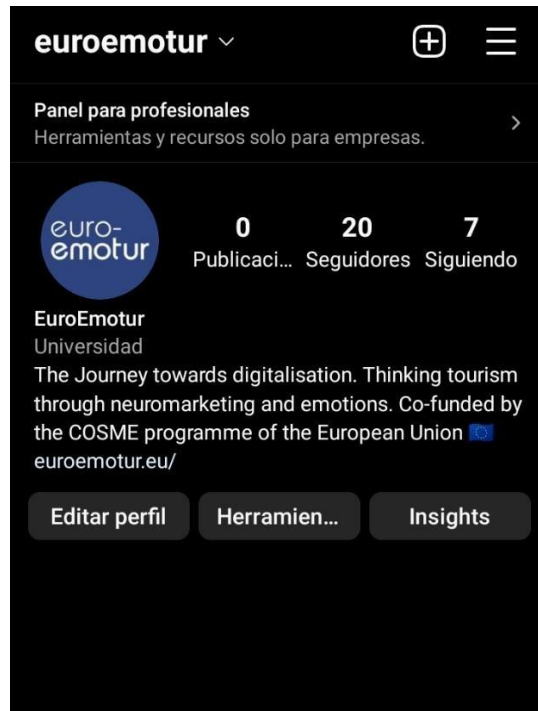 euroemotur
Panel para profesionales
Herramientas y recursos solo para empresas.
euro-
emotur
0 20 7
Publicaci... Seguidores Siguiendo
EuroEmotur
Universidad
The Journey towards digitalisation. Thinking tourism
through neuromarketing and emotions. Co-funded by
the COSME programme of the European Union 🇪🇺
euroemotur.eu/
Editar perfil Herramien... Insights